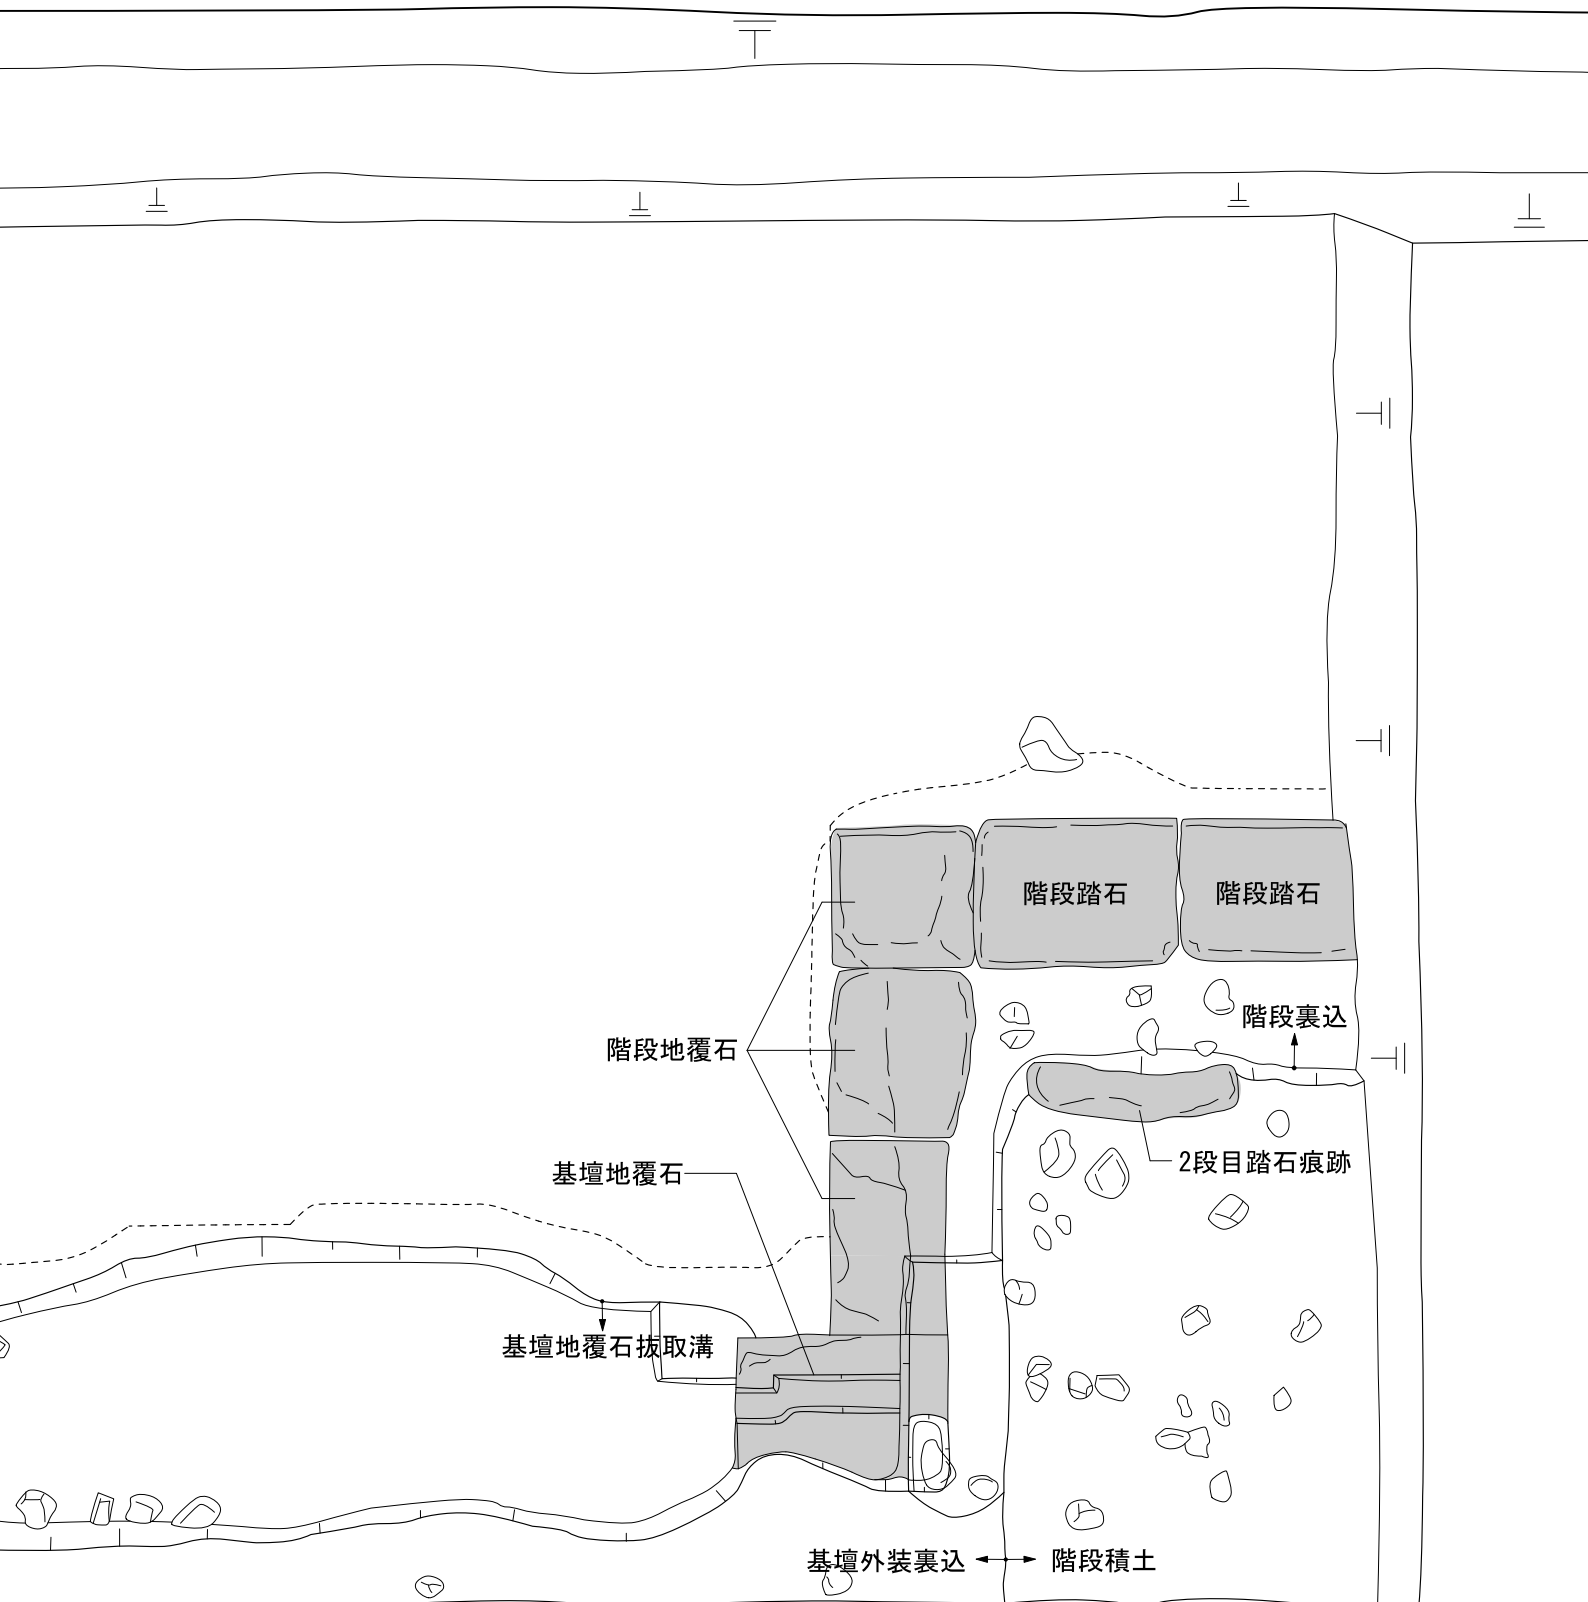 階段踏石
階段踏石
階段裏込
階段地覆石
2段目踏石痕跡
基壇地覆石
基壇地覆石抜取溝
基壇外装裏込
階段積土